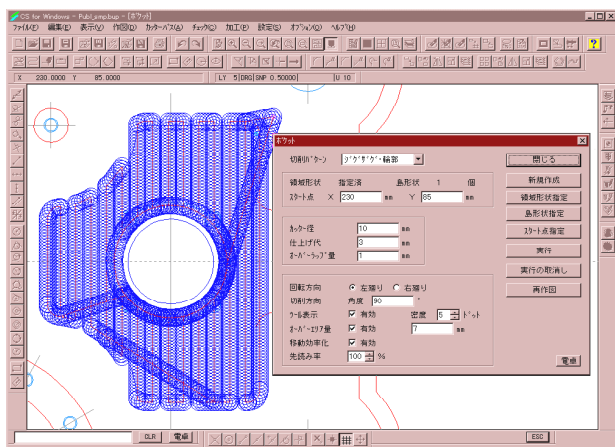 CS for Windows - Publ_smp.bup - [ﾎﾟｹｯﾄ]
ﾌｧｲﾙ(F) 編集(E) 表示(V) 作図(D) ｶｯﾀｰﾊﾟｽ(A) ﾁｪｯｸ(C) 加工(P) 設定(S) ｵﾌﾟｼｮﾝ(O) ﾍﾙﾌﾟ(H)
X 230.0000 Y 85.0000 [LY 5[DRG]SNP 0.50000] [U 10
ﾎﾟｹｯﾄ
切削ﾊﾟﾀｰﾝ ｼﾞｸﾞｻﾞｸﾞ・輪郭 閉じる
領域形状 指定済 島形状 1 個 新規作成
ｽﾀｰﾄ点 X 230 mm Y 85 mm 領域形状指定
島形状指定
ｶｯﾀｰ径 10 mm ｽﾀｰﾄ点指定
仕上げ代 3 mm 実行
ｵｰﾊﾞｰﾗｯﾌﾟ量 1 mm 実行の取消し
回転方向 左廻り 右廻り 再作図
切削方向 角度 90 °
ﾂｰﾙ表示 有効 密度 5 ﾄﾞｯﾄ
ｵｰﾊﾞｰｴﾘｱ量 有効 7 mm
移動効率化 有効
先読み率 100 % 電卓
CLR 電卓 ESC